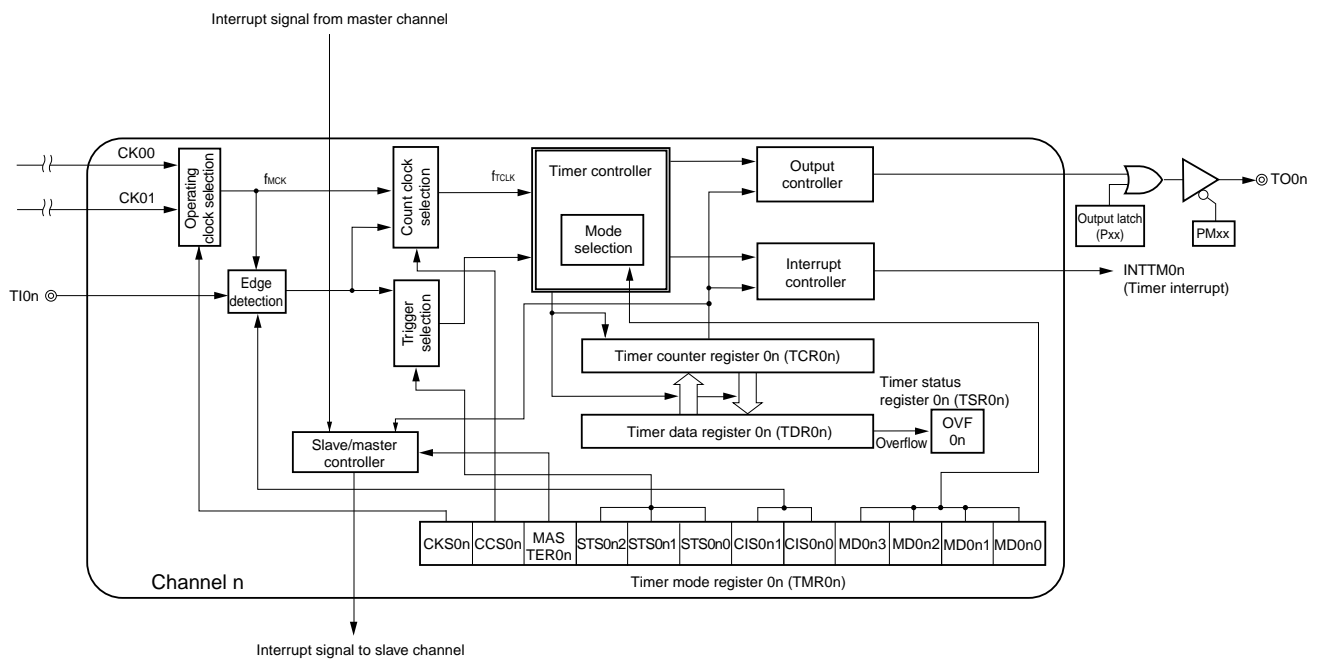 Interrupt signal from master channel
CK00
CK01
Operating
clock selection
fMCK
Count clock
selection
fTCLK
Timer controller
Mode
selection
Output
controller
Output latch
(Pxx)
PMxx
TO0n
TI0n
Edge
detection
Trigger
selection
Interrupt
controller
INTTM0n
(Timer interrupt)
Timer counter register 0n (TCR0n)
Timer status
register 0n (TSR0n)
Timer data register 0n (TDR0n)
Overflow
OVF
0n
Slave/master
controller
CKS0n
CCS0n
MAS
TER0n
STS0n2
STS0n1
STS0n0
CIS0n1
CIS0n0
MD0n3
MD0n2
MD0n1
MD0n0
Channel n
Timer mode register 0n (TMR0n)
Interrupt signal to slave channel